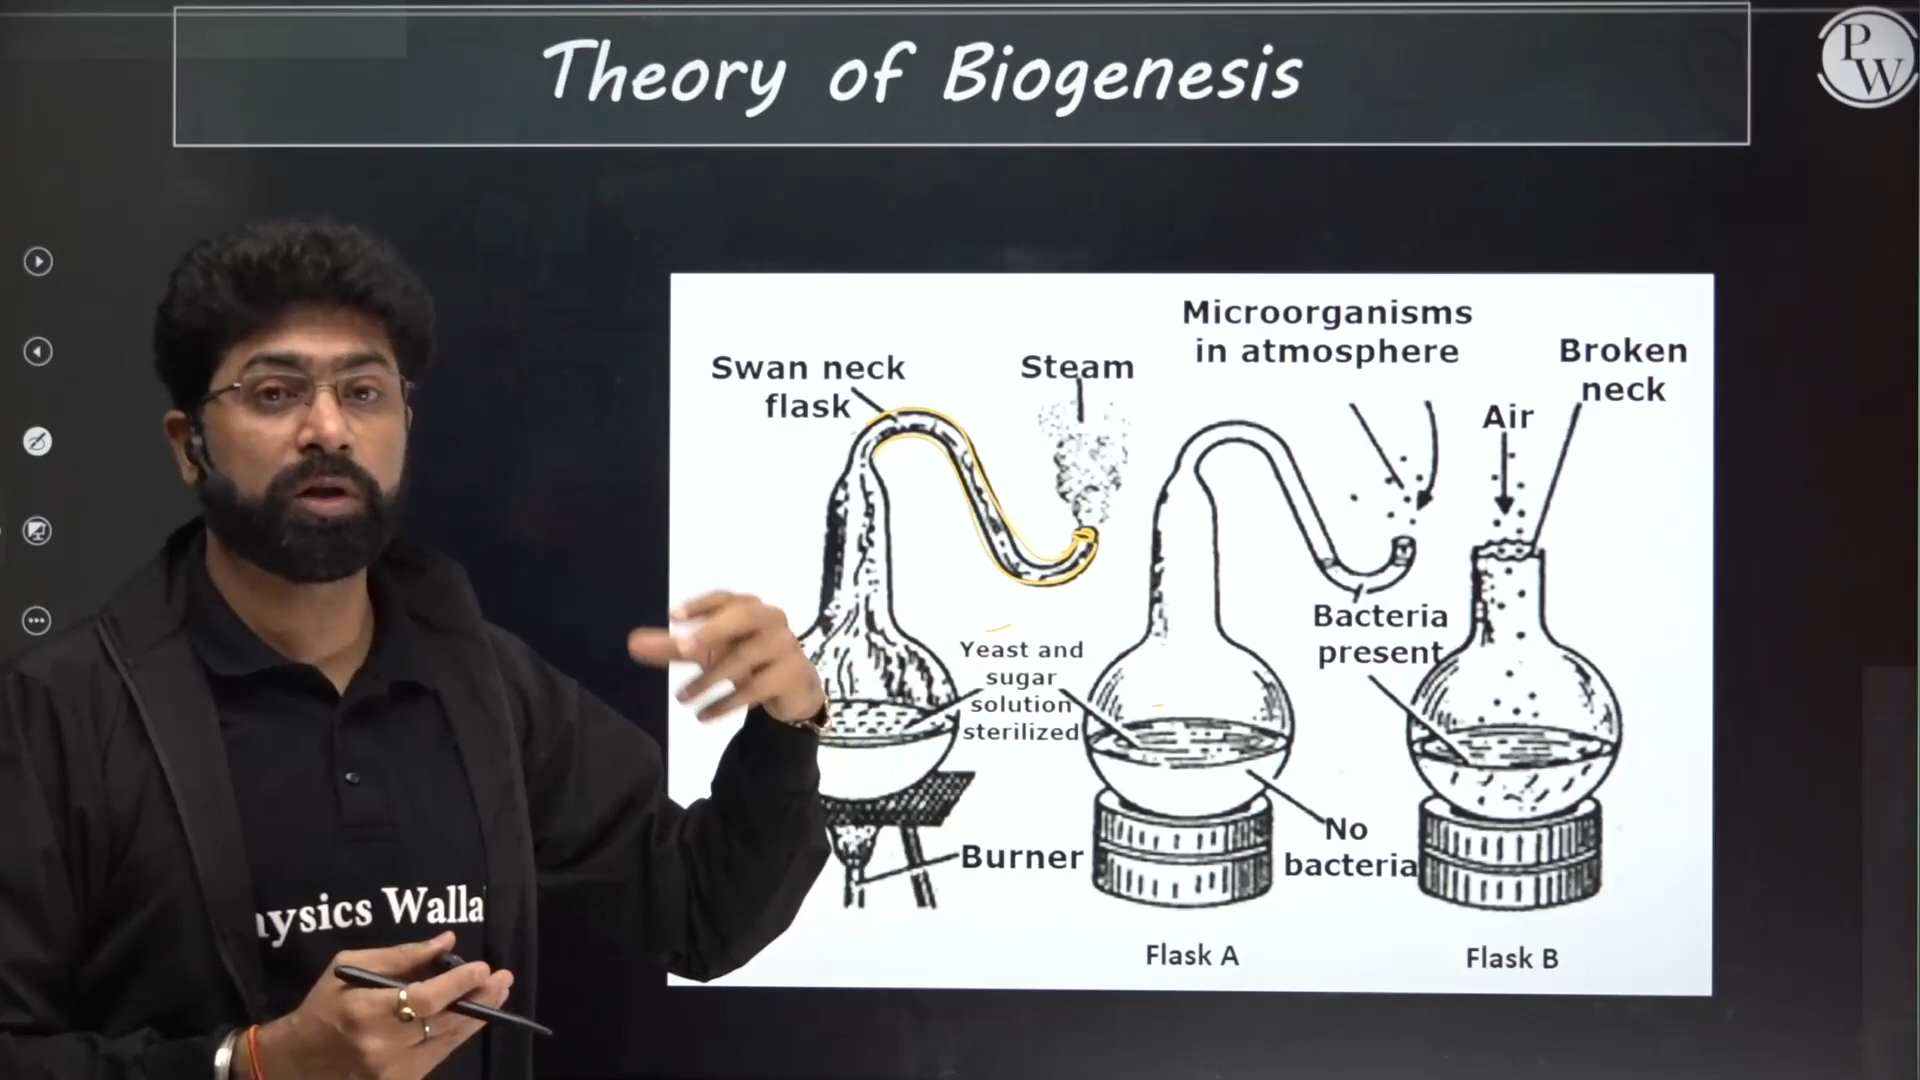 Theory of Biogenesis
PW
Swan neck
flask
Steam
Microorganisms
in atmosphere
Broken
neck
Air
Yeast and
sugar
solution
sterilized
Bacteria
present
Burner
No
bacteria
Flask A
Flask B
hysics Walla